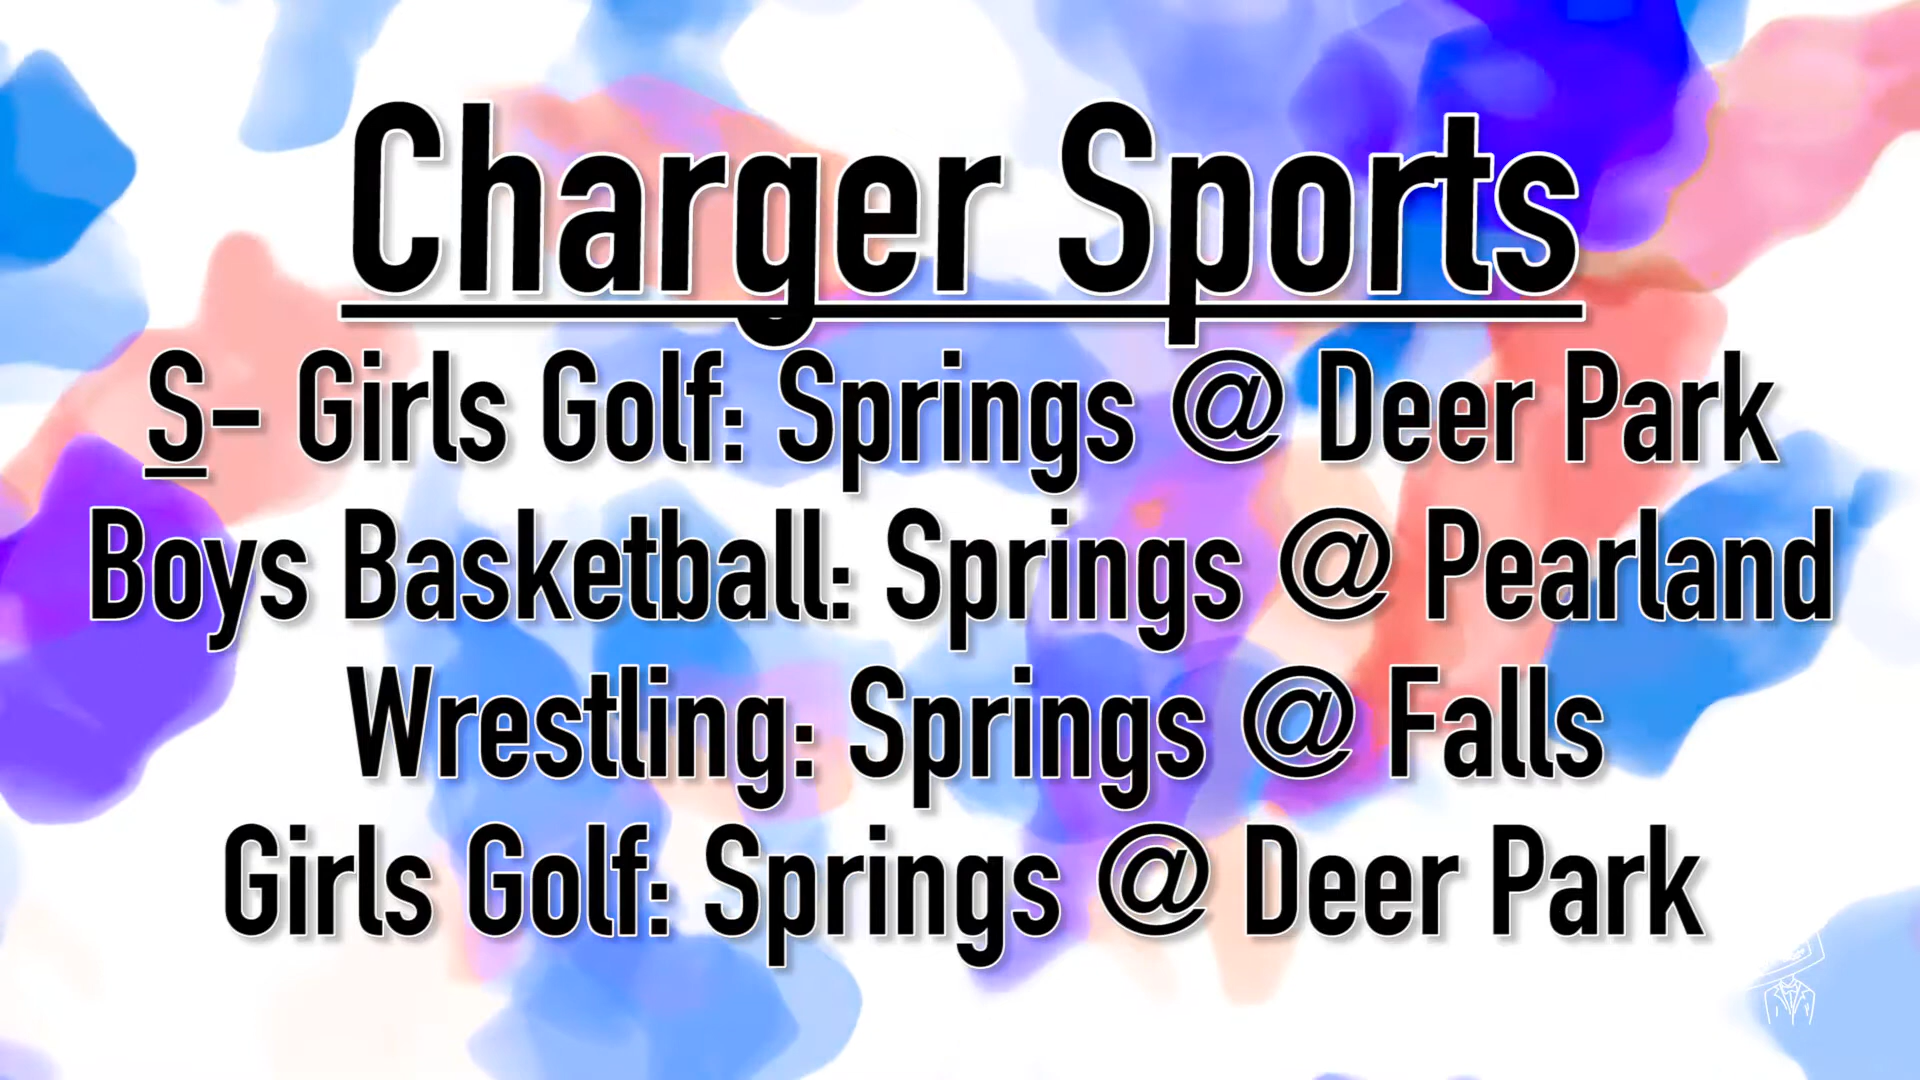 Charger Sports
S- Girls Golf: Springs @ Deer Park
Boys Basketball: Springs @ Pearland
Wrestling: Springs @ Falls
Girls Golf: Springs @ Deer Park